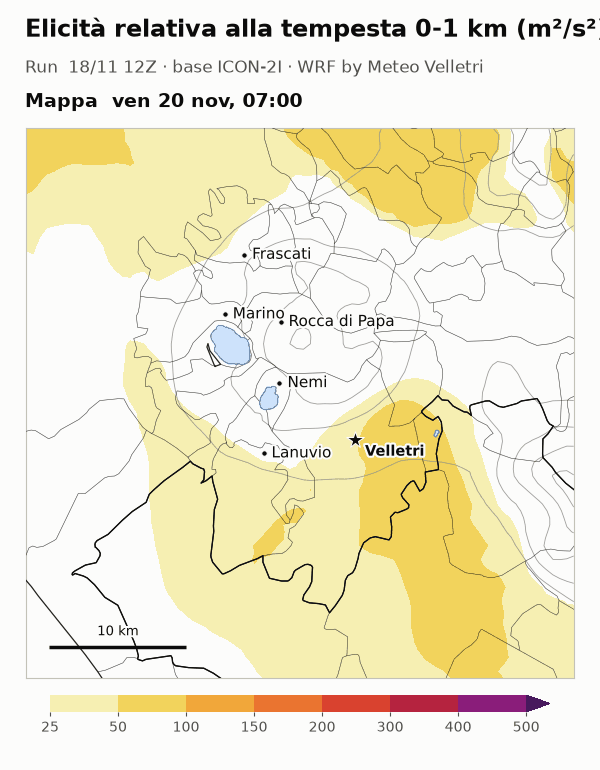 Elicità relativa alla tempesta 0-1 km (m²/s²)
Run 18/11 12Z · base ICON-2I · WRF by Meteo Velletri
Mappa ven 20 nov, 07:00
Frascati
Marino
Rocca di Papa
Nemi
Velletri
Lanuvio
10 km
25 50 100 150 200 300 400 500